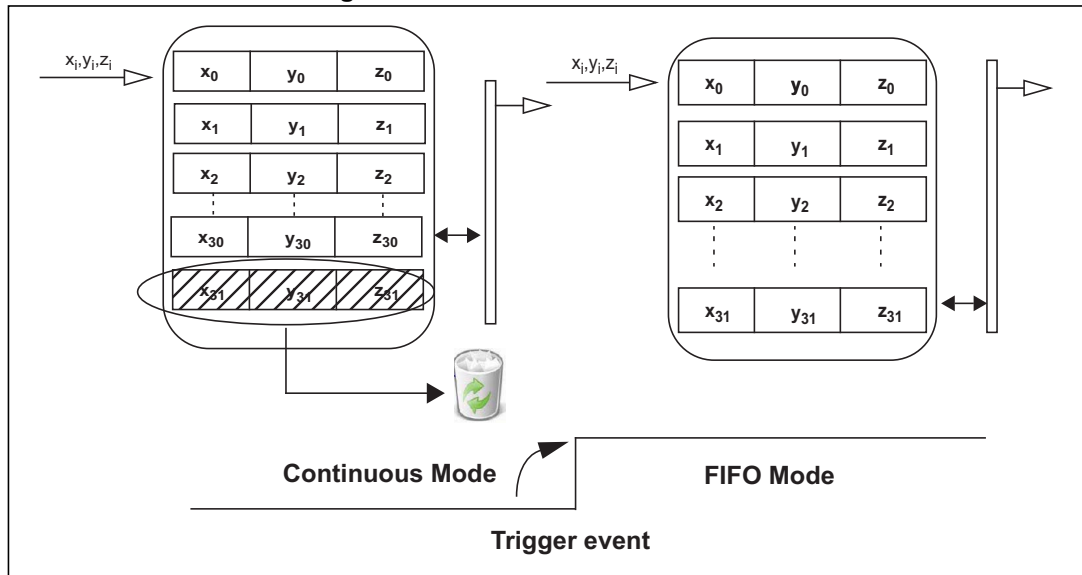 xᵢ,yᵢ,zᵢ
x₀ y₀ z₀
x₁ y₁ z₁
x₂ y₂ z₂
x₃₀ y₃₀ z₃₀
x₃₁ y₃₁ z₃₁
xᵢ,yᵢ,zᵢ
x₀ y₀ z₀
x₁ y₁ z₁
x₂ y₂ z₂
x₃₁ y₃₁ z₃₁
Continuous Mode
FIFO Mode
Trigger event